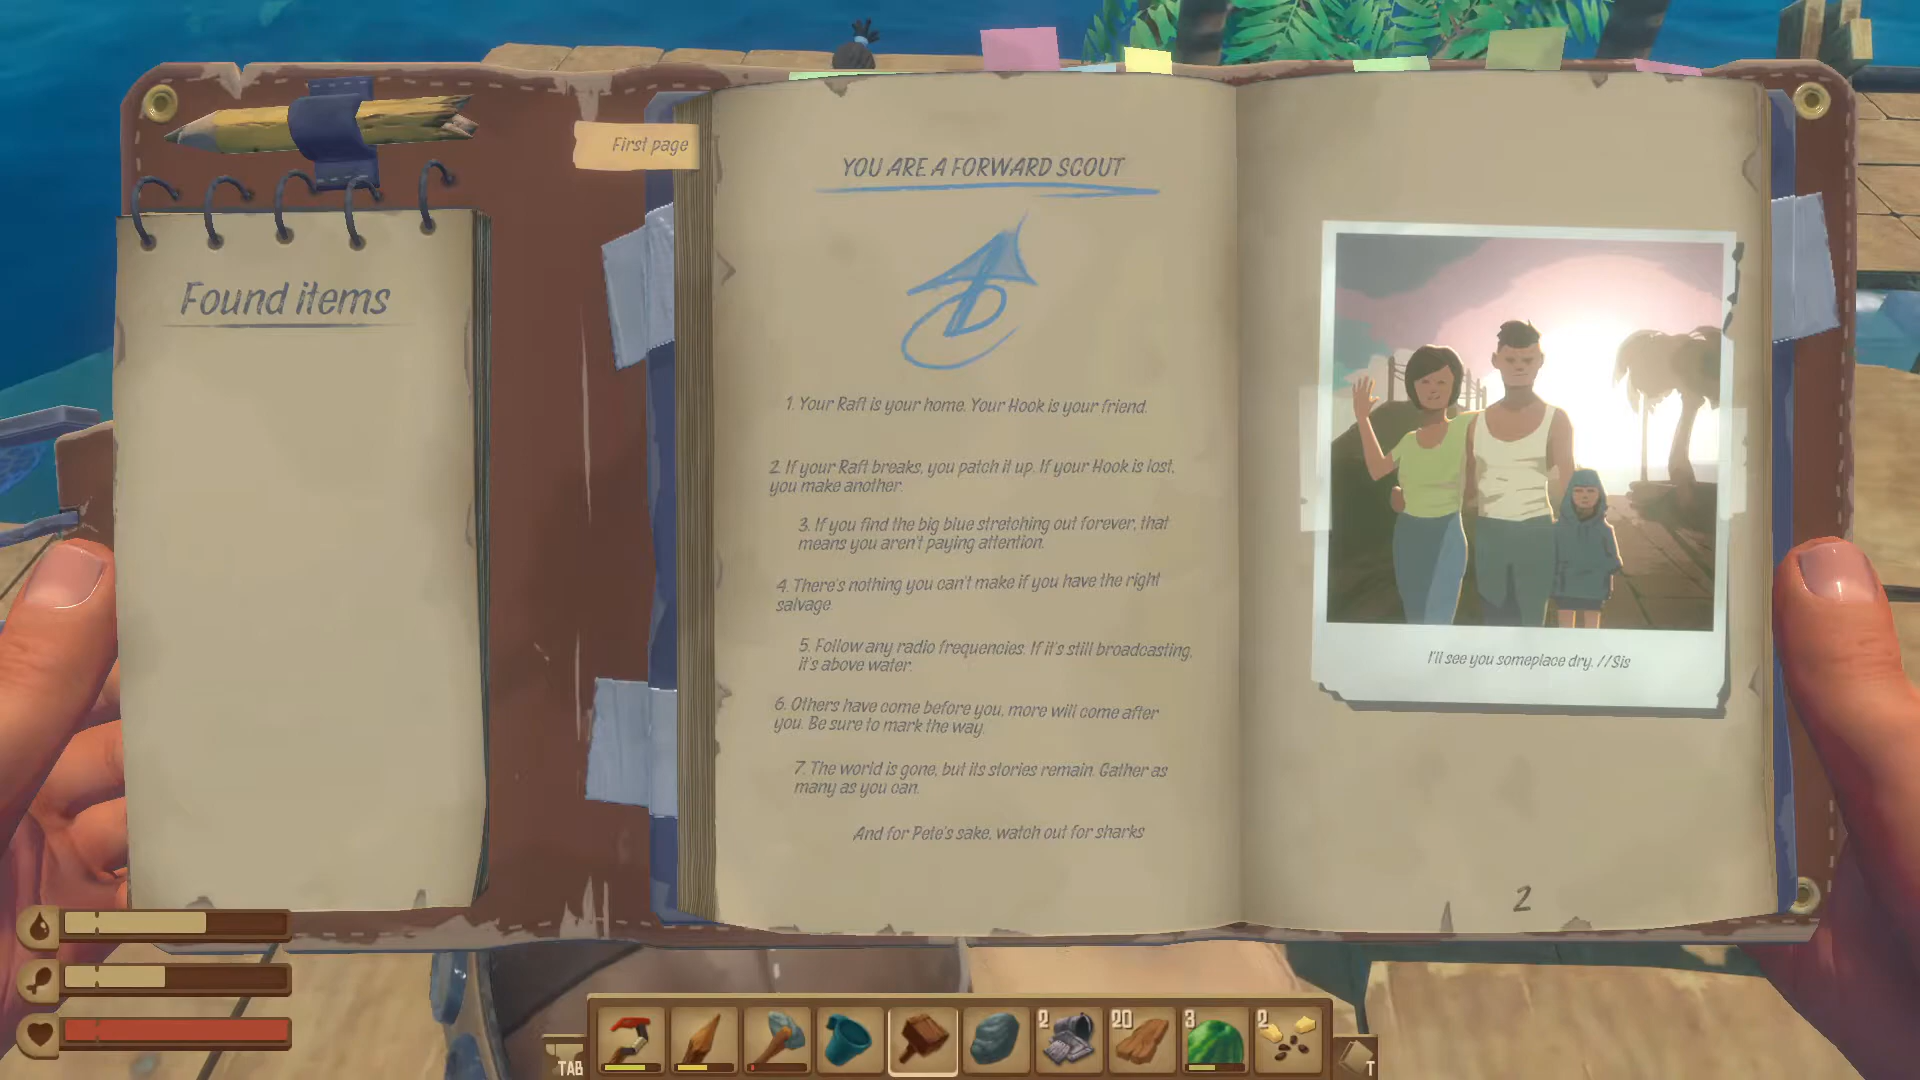 First page
Found items
YOU ARE A FORWARD SCOUT
1. Your Raft is your home. Your Hook is your friend.
2. If your Raft breaks, you patch it up. If your Hook is lost,
you make another.
3. If you find the big blue stretching out forever, that
means you aren't paying attention.
4. There's nothing you can't make if you have the right
salvage.
5. Follow any radio frequencies. If it's still broadcasting,
it's above water.
6. Others have come before you, more will come after
you. Be sure to mark the way.
7. The world is gone, but its stories remain. Gather as
many as you can.
And for Pete's sake, watch out for sharks
I'll see you someplace dry. //Sis
2
TAB
2
20
3
2
T